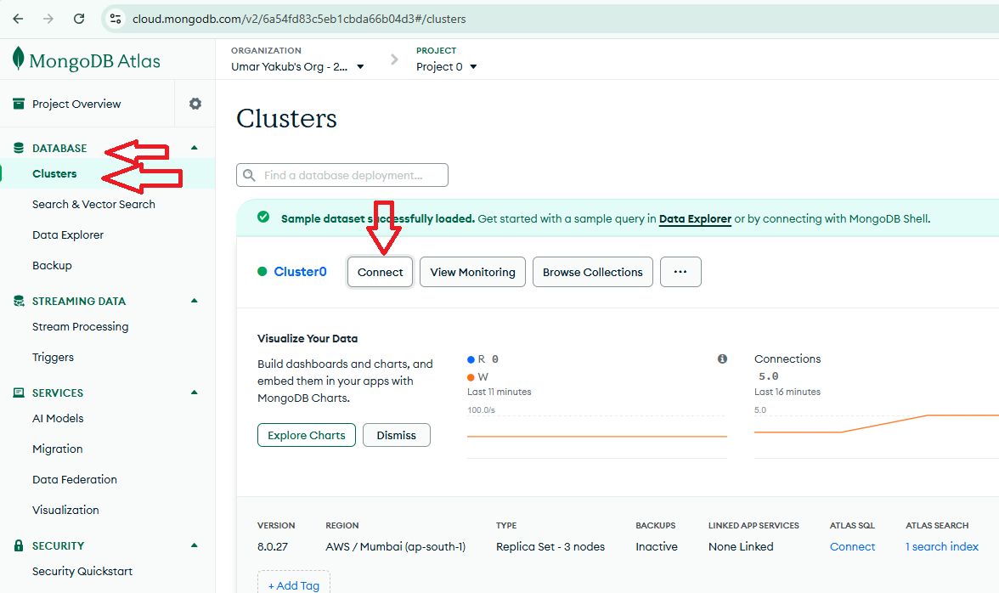 cloud.mongodb.com/v2/6a54fd83c5eb1cbda66b04d3#/clusters
MongoDB Atlas
ORGANIZATION
Umar Yakub's Org - 2...
PROJECT
Project 0
Project Overview
DATABASE
Clusters
Search & Vector Search
Data Explorer
Backup
STREAMING DATA
Stream Processing
Triggers
SERVICES
AI Models
Migration
Data Federation
Visualization
SECURITY
Security Quickstart
Clusters
Find a database deployment...
Sample dataset successfully loaded. Get started with a sample query in Data Explorer or by connecting with MongoDB Shell.
Cluster0
Connect
View Monitoring
Browse Collections
...
Visualize Your Data
Build dashboards and charts, and
embed them in your apps with
MongoDB Charts.
Explore Charts
Dismiss
R 0
W
Last 11 minutes
100.0/s
Connections
5.0
Last 16 minutes
5.0
VERSION
8.0.27
REGION
AWS / Mumbai (ap-south-1)
TYPE
Replica Set - 3 nodes
BACKUPS
Inactive
LINKED APP SERVICES
None Linked
ATLAS SQL
Connect
ATLAS SEARCH
1 search index
+ Add Tag